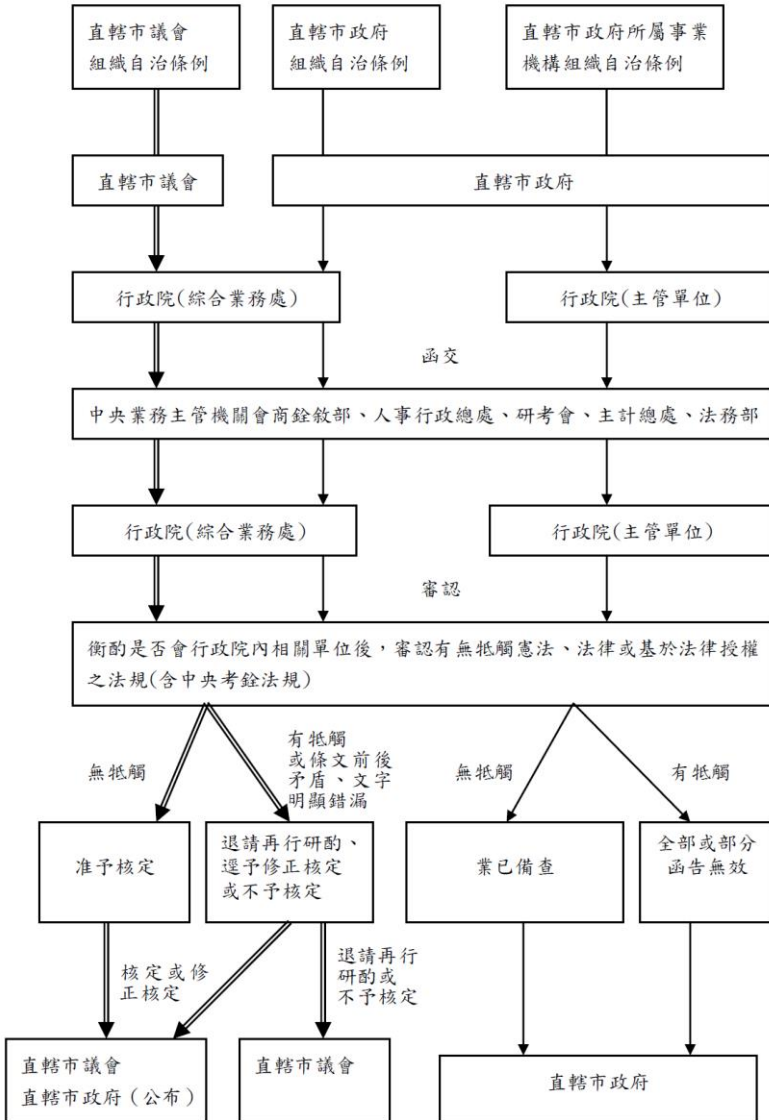 直轄市議會
組織自治條例
直轄市政府
組織自治條例
直轄市政府所屬事業
機構組織自治條例
直轄市議會
直轄市政府
行政院(綜合業務處)
行政院(主管單位)
函交
中央業務主管機關會商銓敘部、人事行政總處、研考會、主計總處、法務部
行政院(綜合業務處)
行政院(主管單位)
審認
衡酌是否會行政院內相關單位後，審認有無牴觸憲法、法律或基於法律授權
之法規(含中央考銓法規)
無牴觸
有牴觸
或條文前後
矛盾、文字
明顯錯漏
無牴觸
有牴觸
准予核定
退請再行研酌、
逕予修正核定
或不予核定
業已備查
全部或部分
函告無效
核定或修
正核定
退請再行
研酌或
不予核定
直轄市議會
直轄市政府（公布）
直轄市議會
直轄市政府